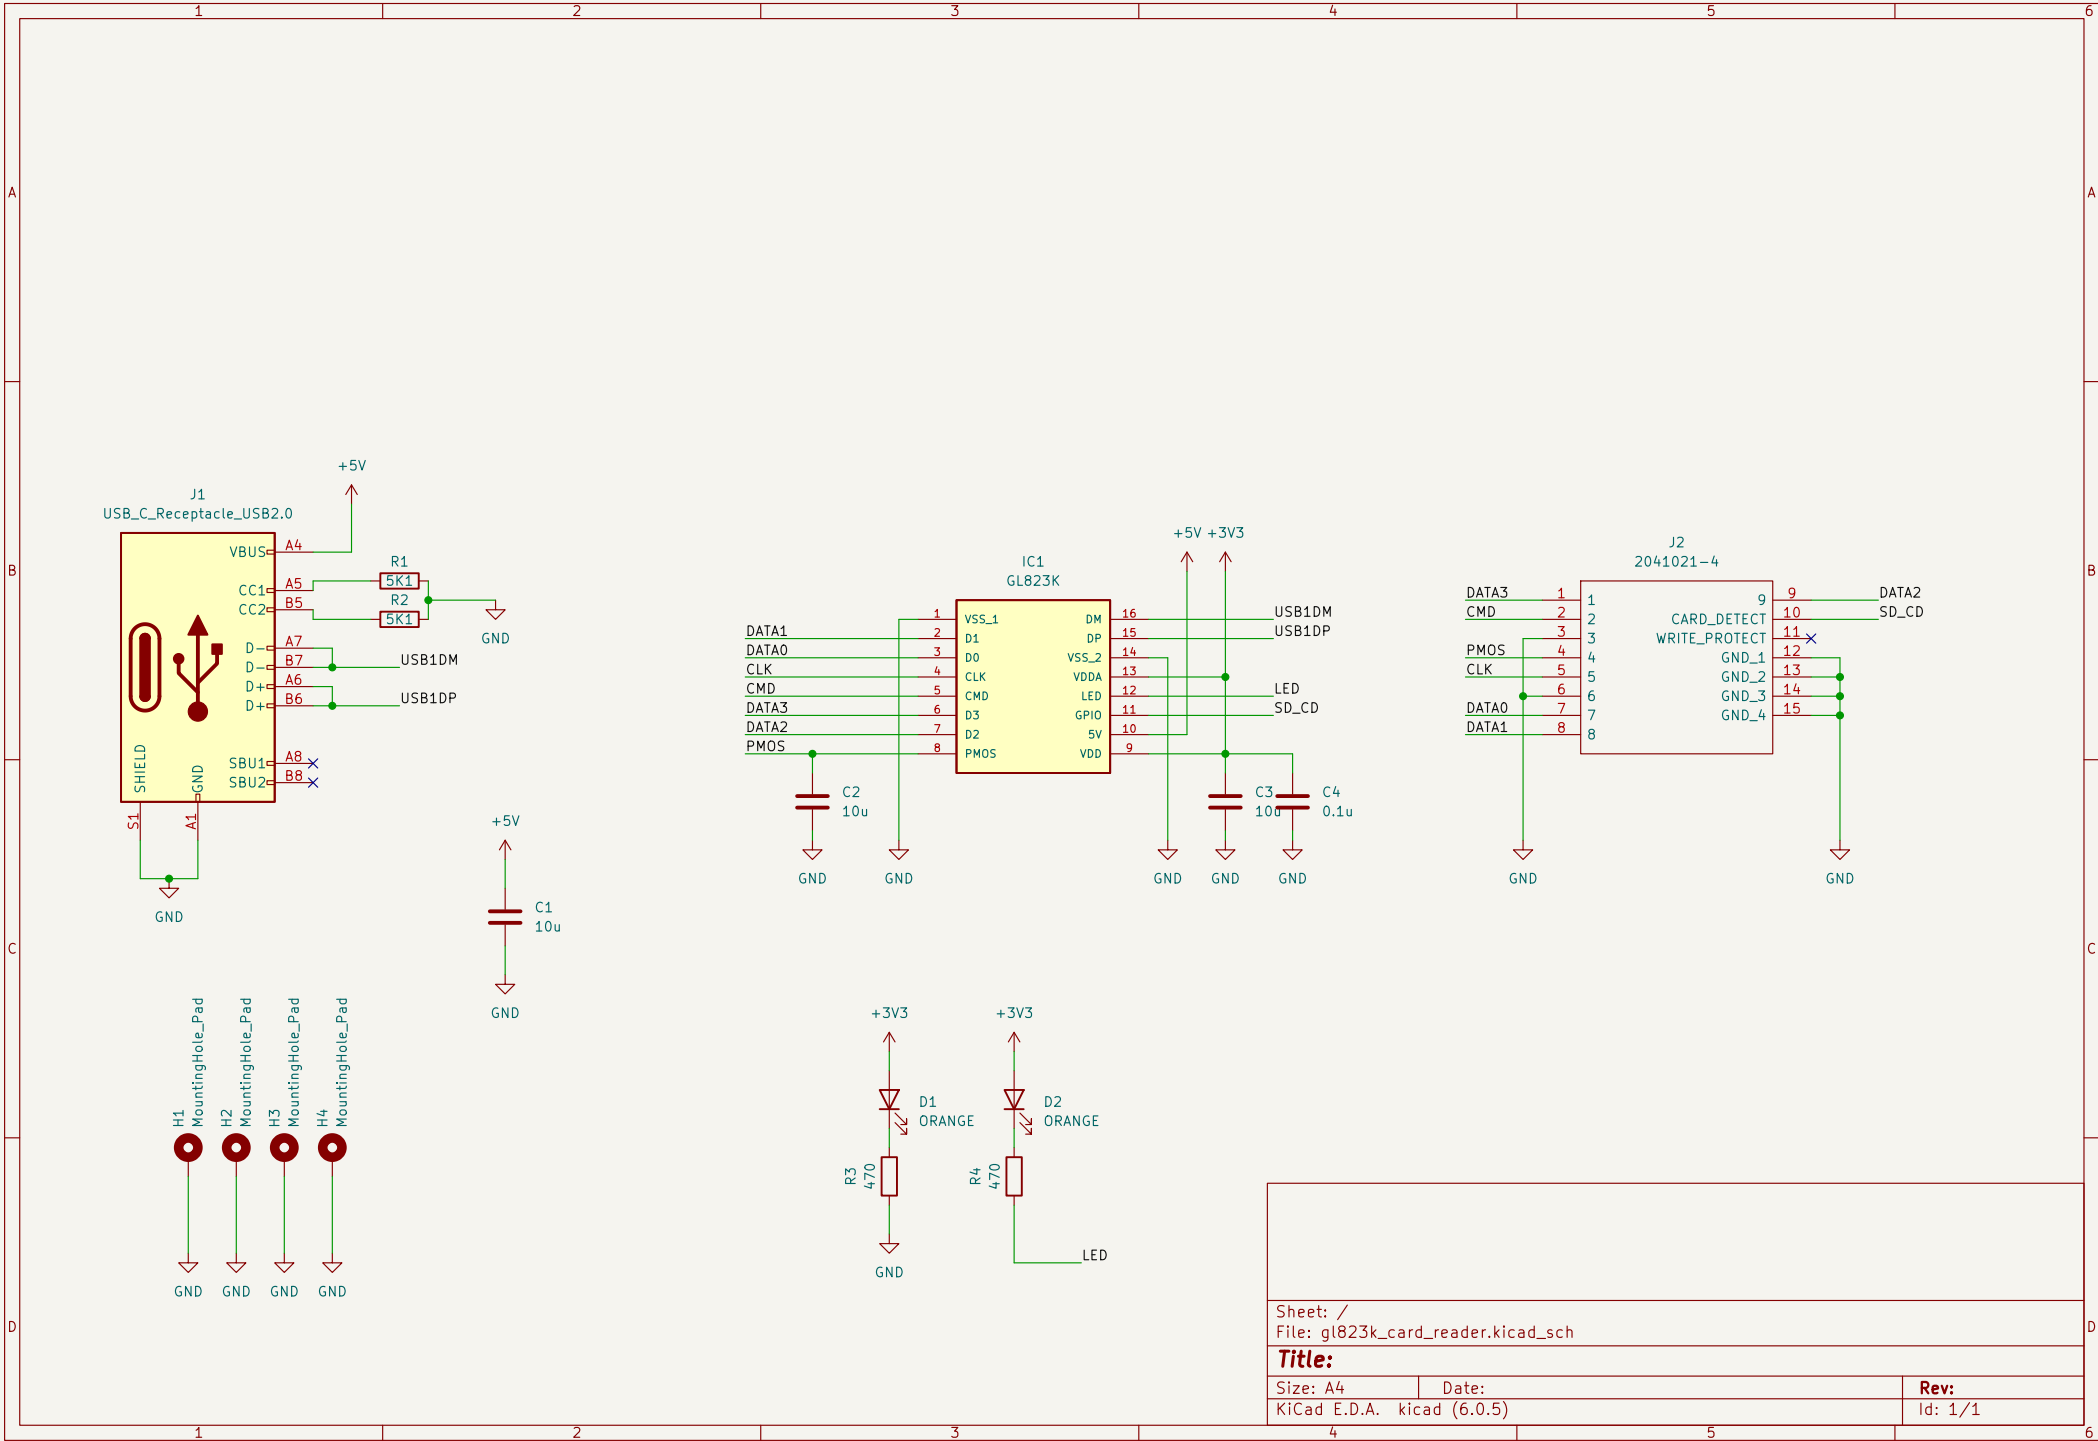 1 2 3 4 5 6
A A
B B
C C
D D
1 2 3 4 5 6
+5V
J1
USB_C_Receptacle_USB2.0
VBUS A4
CC1 A5
CC2 B5
D- A7
D- B7
D+ A6
D+ B6
SBU1 A8
SBU2 B8
SHIELD
GND
S1
A1
GND
R1
5K1
R2
5K1
GND
USB1DM
USB1DP
+5V
C1
10u
GND
H1
MountingHole_Pad
H2
MountingHole_Pad
H3
MountingHole_Pad
H4
MountingHole_Pad
GND GND GND GND
+5V +3V3
IC1
GL823K
1 VSS_1 DM 16 USB1DM
DATA1 2 D1 DP 15 USB1DP
DATA0 3 D0 VSS_2 14
CLK 4 CLK VDDA 13
CMD 5 CMD LED 12 LED
DATA3 6 D3 GPIO 11 SD_CD
DATA2 7 D2 5V 10
PMOS 8 PMOS VDD 9
C2
10u
C3
10u
C4
0.1u
GND GND GND GND GND
+3V3 +3V3
D1
ORANGE
D2
ORANGE
R3
470
R4
470
GND
LED
J2
2041021-4
DATA3 1 1 9 9 DATA2
CMD 2 2 CARD_DETECT 10 SD_CD
3 3 WRITE_PROTECT 11
PMOS 4 4 GND_1 12
CLK 5 5 GND_2 13
6 6 GND_3 14
DATA0 7 7 GND_4 15
DATA1 8 8
GND GND
Sheet: /
File: gl823k_card_reader.kicad_sch
Title:
Size: A4 Date: Rev:
KiCad E.D.A. kicad (6.0.5) Id: 1/1